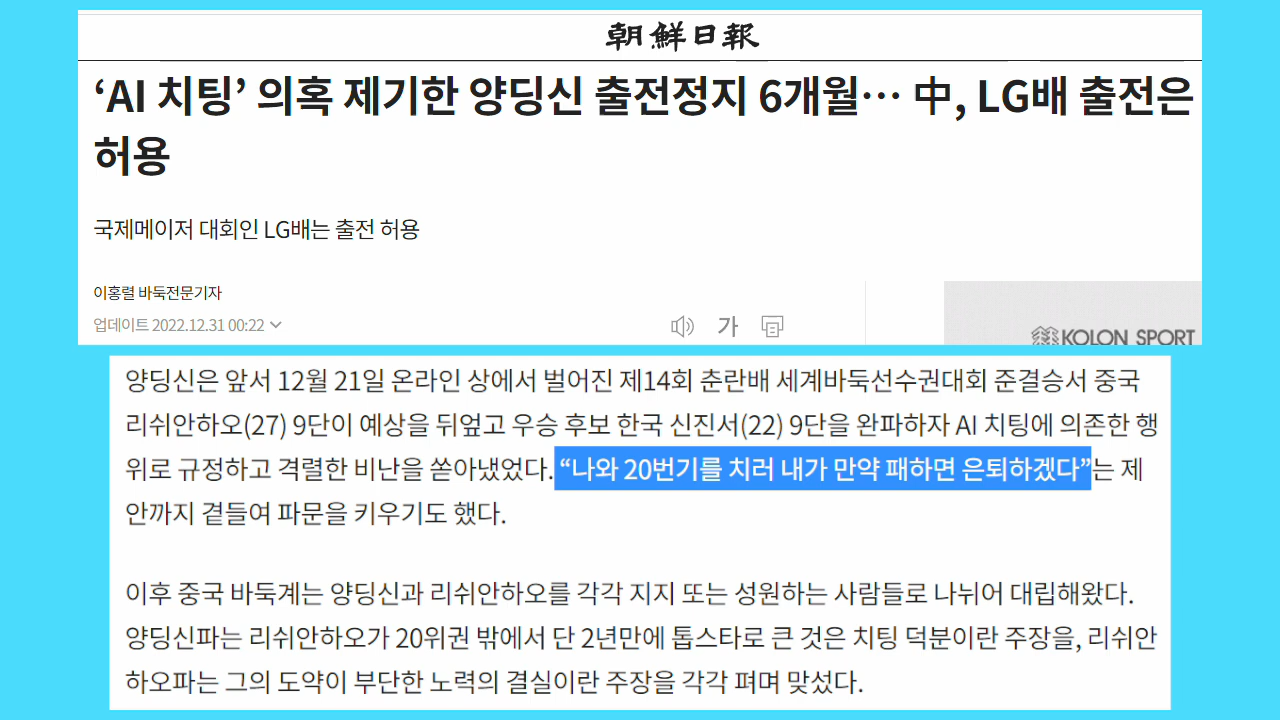 朝鮮日報
‘AI 치팅’ 의혹 제기한 양딩신 출전정지 6개월… 中, LG배 출전은
허용
국제메이저 대회인 LG배는 출전 허용
이홍렬 바둑전문기자
업데이트 2022.12.31 00:22
가
KOLON SPORT
양딩신은 앞서 12월 21일 온라인 상에서 벌어진 제14회 춘란배 세계바둑선수권대회 준결승서 중국
리쉬안하오(27) 9단이 예상을 뒤엎고 우승 후보 한국 신진서(22) 9단을 완파하자 AI 치팅에 의존한 행
위로 규정하고 격렬한 비난을 쏟아냈었다. “나와 20번기를 치러 내가 만약 패하면 은퇴하겠다”는 제
안까지 곁들여 파문을 키우기도 했다.
이후 중국 바둑계는 양딩신과 리쉬안하오를 각각 지지 또는 성원하는 사람들로 나뉘어 대립해왔다.
양딩신파는 리쉬안하오가 20위권 밖에서 단 2년만에 톱스타로 큰 것은 치팅 덕분이란 주장을, 리쉬안
하오파는 그의 도약이 부단한 노력의 결실이란 주장을 각각 펴며 맞섰다.